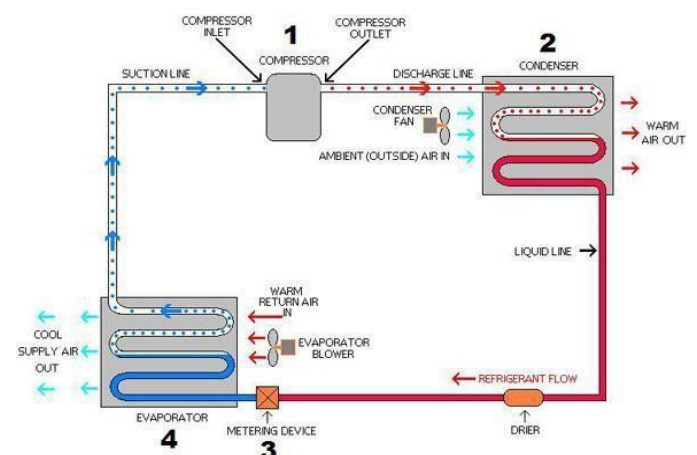 COMPRESSOR
INLET
1
COMPRESSOR
OUTLET
2
COMPRESSOR
CONDENSER
SUCTION LINE
DISCHARGE LINE
CONDENSER
FAN
WARM
AIR OUT
AMBIENT (OUTSIDE) AIR IN
LIQUID LINE
WARM
RETURN AIR
IN
COOL
SUPPLY AIR
OUT
EVAPORATOR
BLOWER
REFRIGERANT FLOW
EVAPORATOR
4
METERING DEVICE
3
DRIER